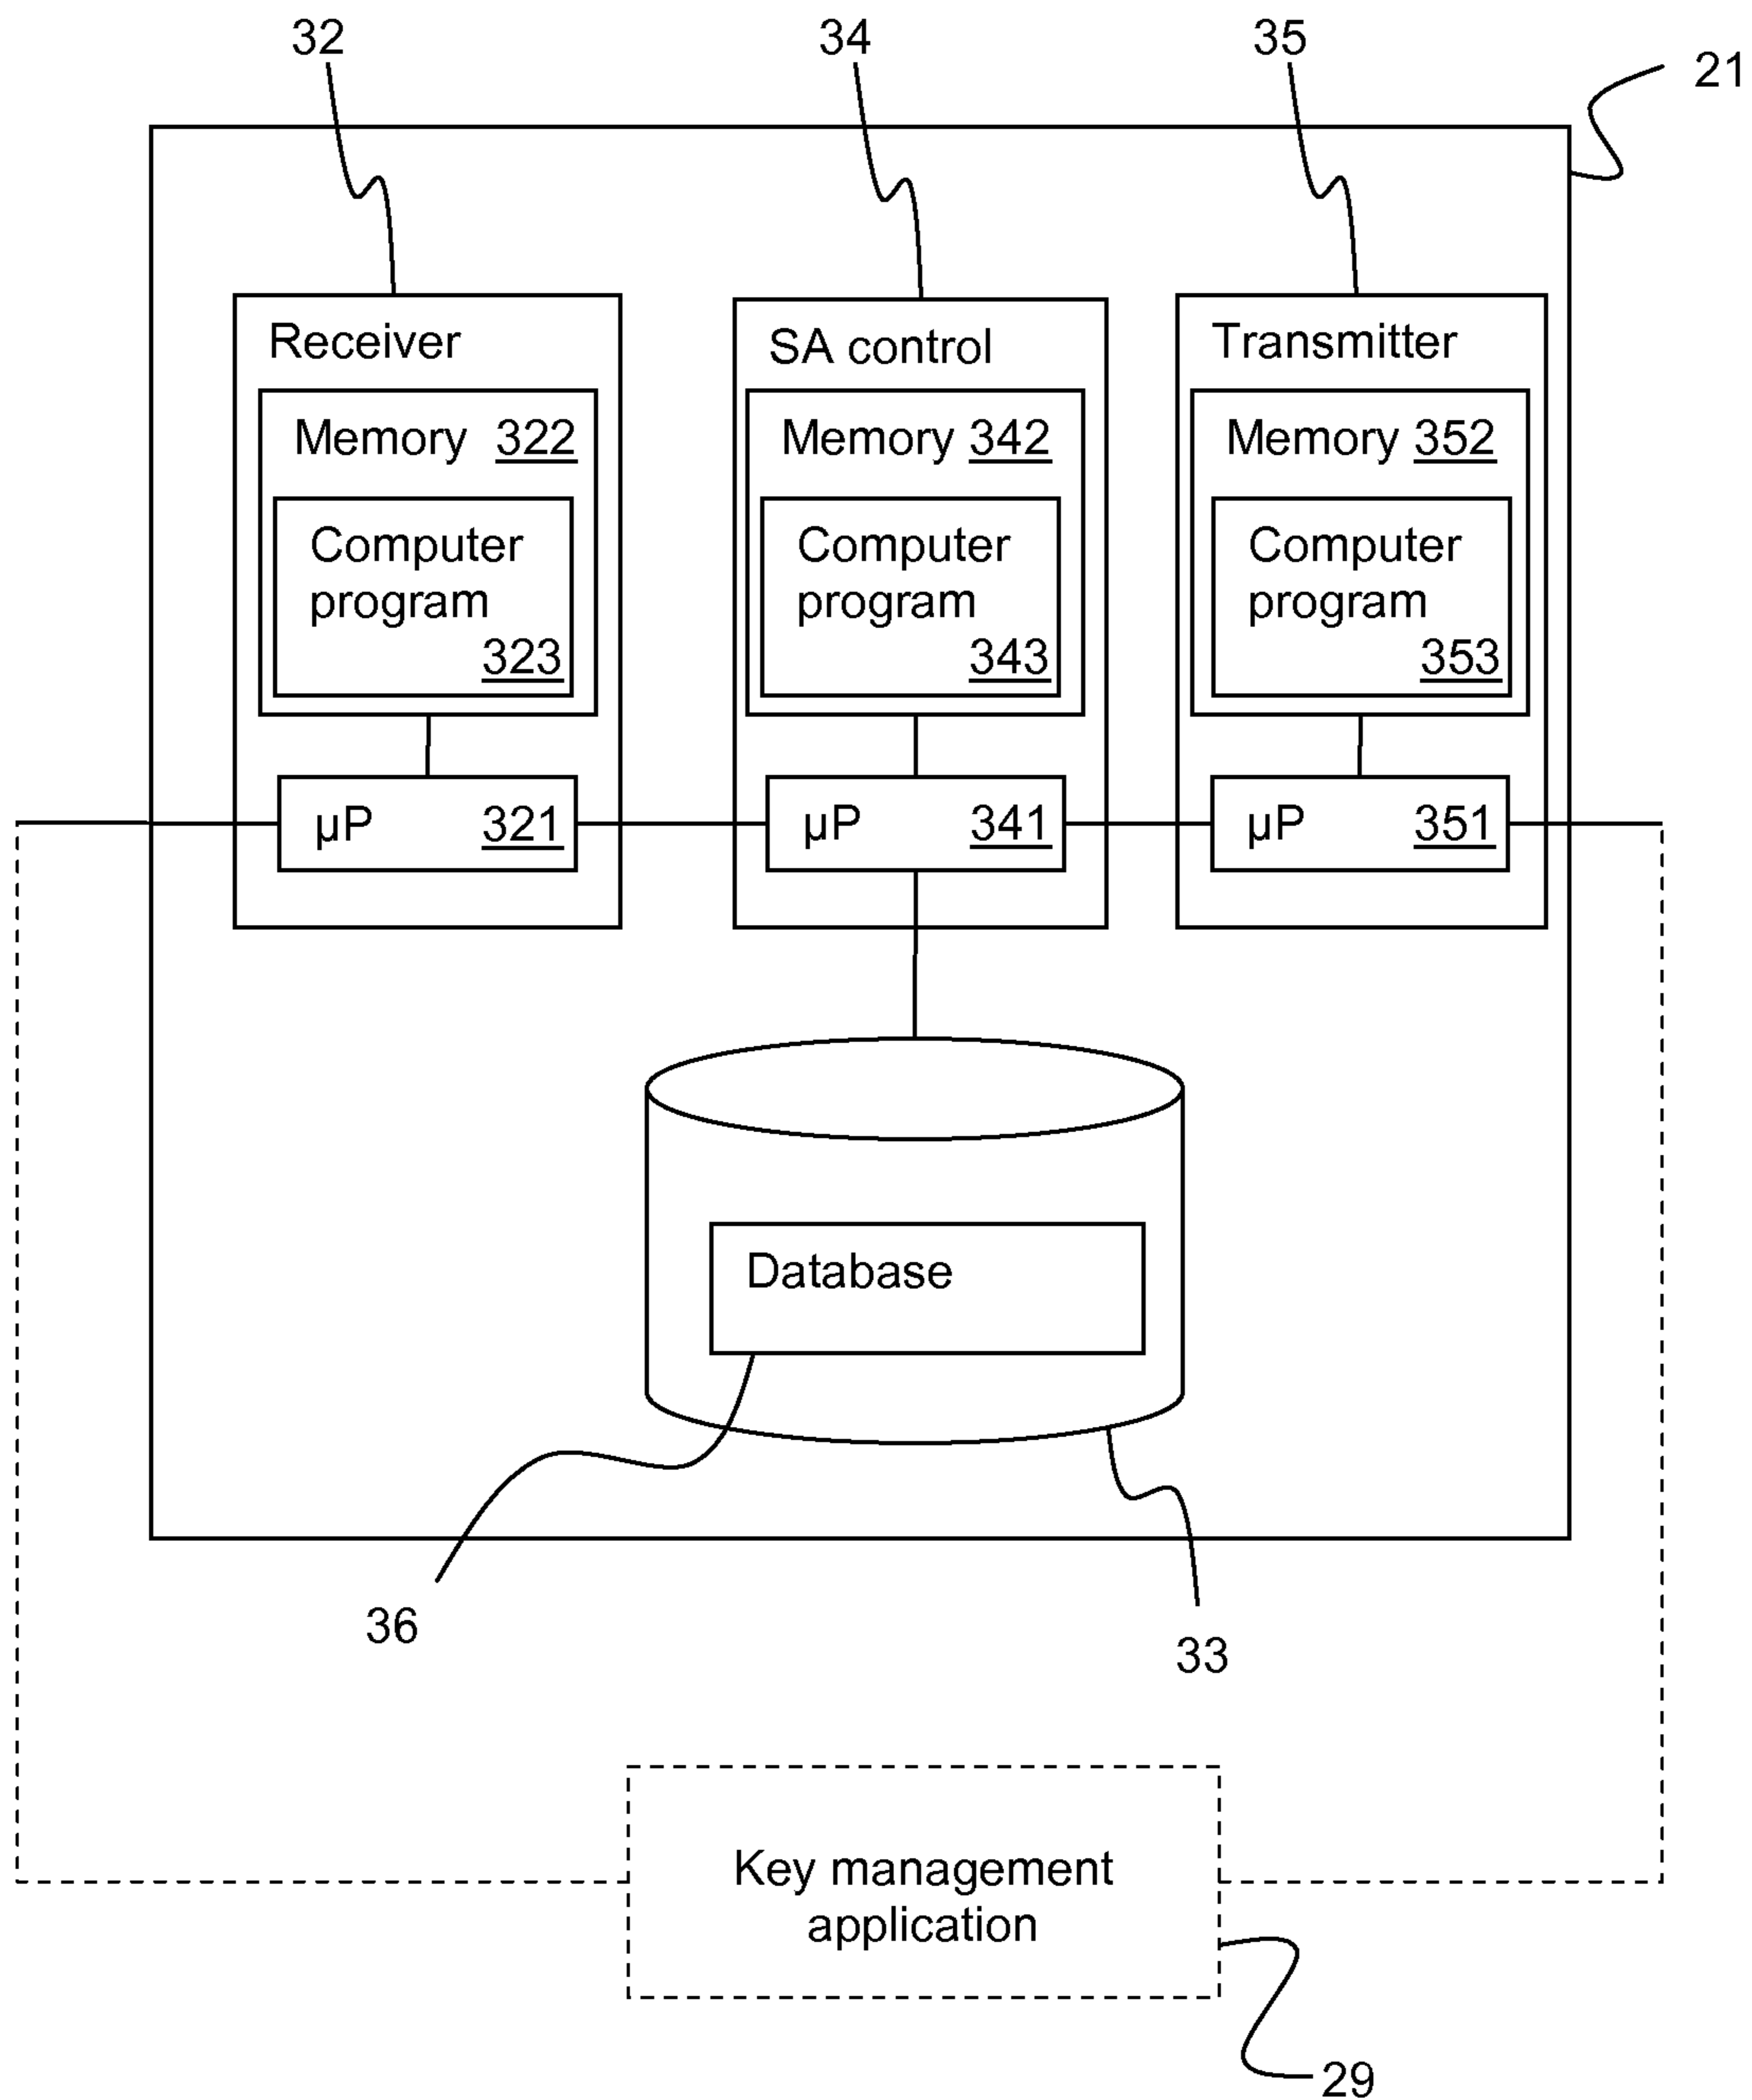 32
34
35
21
Receiver
SA control
Transmitter
Memory 322
Memory 342
Memory 352
Computer
program
323
Computer
program
343
Computer
program
353
µP 321
µP 341
µP 351
Database
36
33
Key management
application
29